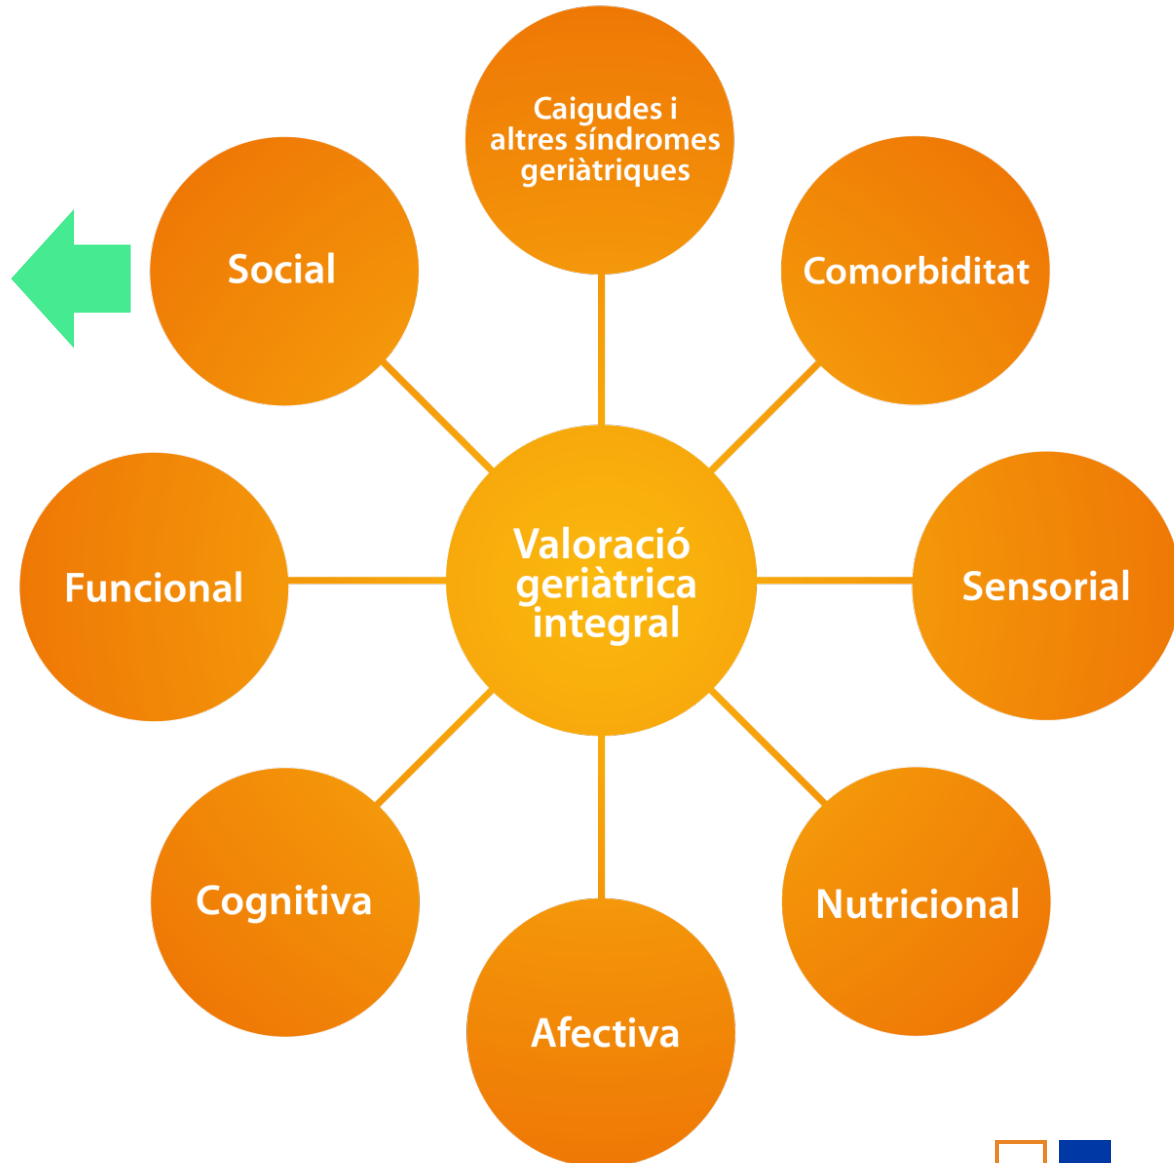 Caigudes i
altres síndromes
geriàtriques
Social
Comorbiditat
Valoració
geriàtrica
integral
Funcional
Sensorial
Cognitiva
Nutricional
Afectiva